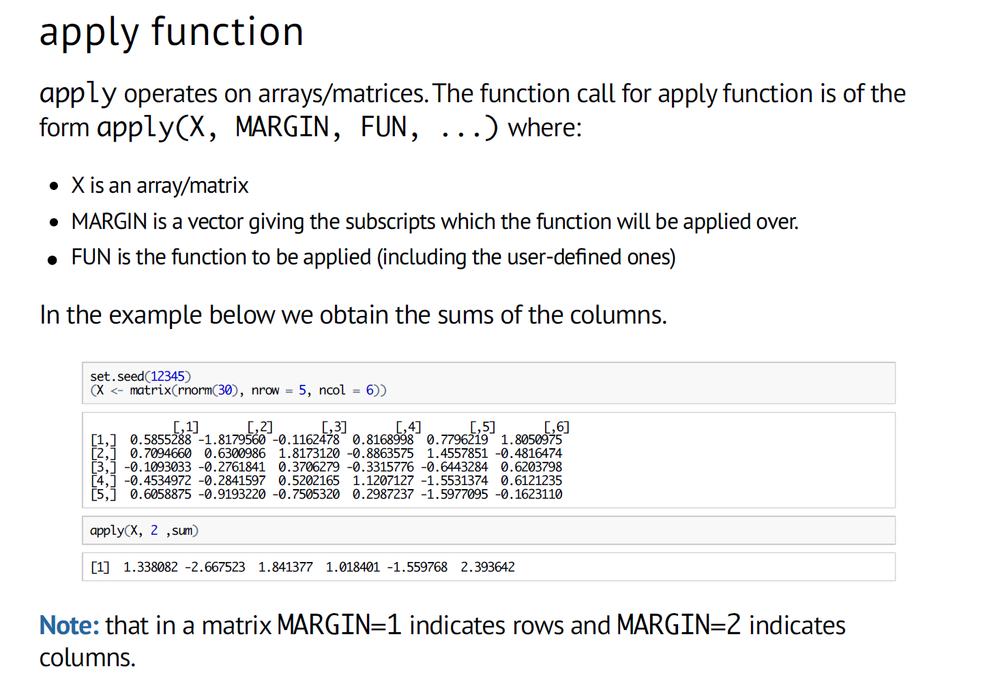 apply function
apply operates on arrays/matrices. The function call for apply function is of the
form apply(X, MARGIN, FUN, ...) where:
• X is an array/matrix
• MARGIN is a vector giving the subscripts which the function will be applied over.
• FUN is the function to be applied (including the user-defined ones)
In the example below we obtain the sums of the columns.
set.seed(12345)
(X <- matrix(rnorm(30), nrow = 5, ncol = 6))
[,1] [,2] [,3] [,4] [,5] [,6]
[1,] 0.5855288 -1.8179560 -0.1162478 0.8168998 0.7796219 1.8050975
[2,] 0.7094660 0.6300986 1.8173120 -0.8863575 1.4557851 -0.4816474
[3,] -0.1093033 -0.2761841 0.3706279 -0.3315776 -0.6443284 0.6203798
[4,] -0.4534972 -0.2841597 0.5202165 1.1207127 -1.5531374 0.6121235
[5,] 0.6058875 -0.9193220 -0.7505320 0.2987237 -1.5977095 -0.1623110
apply(X, 2 ,sum)
[1] 1.338082 -2.667523 1.841377 1.018401 -1.559768 2.393642
Note: that in a matrix MARGIN=1 indicates rows and MARGIN=2 indicates
columns.